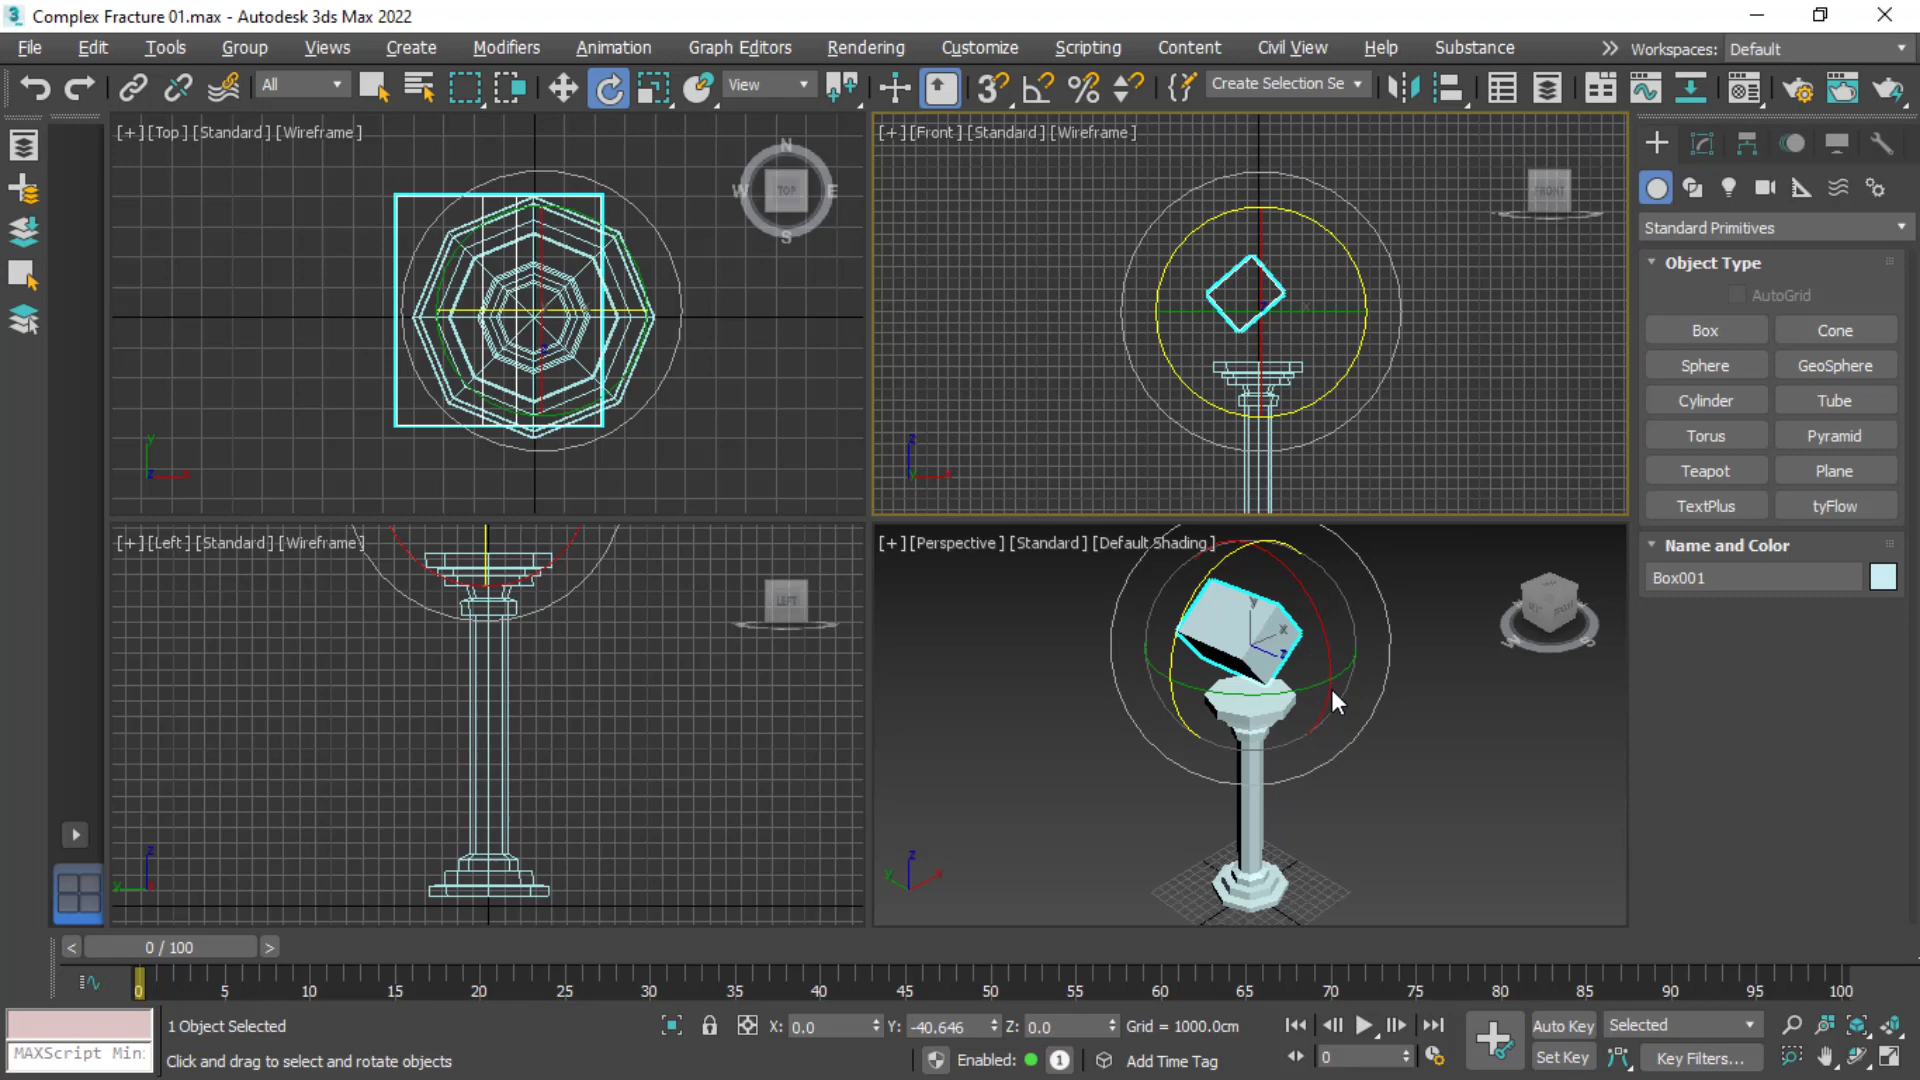 Complex Fracture 01.max - Autodesk 3ds Max 2022
File Edit Tools Group Views Create Modifiers Animation Graph Editors Rendering Customize Scripting Content Civil View Help Substance Workspaces: Default
All View Create Selection Se
[+] [Top] [Standard] [Wireframe]
N
W TOP E
S
y
z x
[+] [Front] [Standard] [Wireframe]
FRONT
x
z
y x
[+] [Left] [Standard] [Wireframe]
LEFT
z
y x
[+] [Perspective] [Standard] [Default Shading]
y
x
z
W S
z
y x
Standard Primitives
Object Type
AutoGrid
Box Cone
Sphere GeoSphere
Cylinder Tube
Torus Pyramid
Teapot Plane
TextPlus tyFlow
Name and Color
Box001
< 0 / 100 >
0 5 10 15 20 25 30 35 40 45 50 55 60 65 70 75 80 85 90 95 100
1 Object Selected X: 0.0 Y: -40.646 Z: 0.0 Grid = 1000.0cm Auto Key Selected
MAXScript Min Click and drag to select and rotate objects Enabled: 1 Add Time Tag 0 Set Key Key Filters...